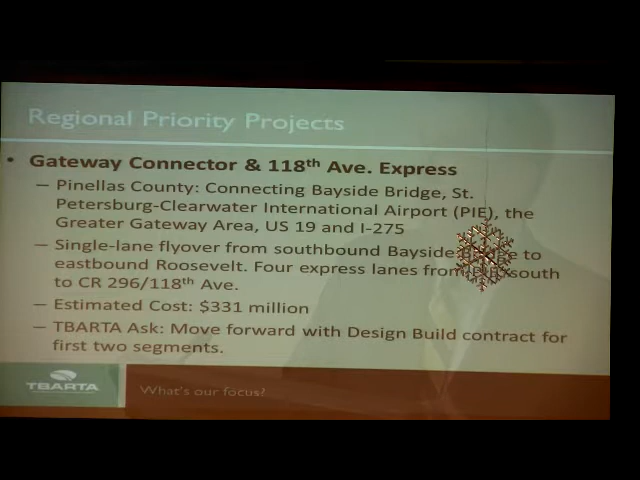 Regional Priority Projects
• Gateway Connector & 118th Ave. Express
– Pinellas County: Connecting Bayside Bridge, St.
Petersburg-Clearwater International Airport (PIE), the
Greater Gateway Area, US 19 and I-275
– Single-lane flyover from southbound Bayside to
eastbound Roosevelt. Four express lanes from south
to CR 296/118th Ave.
– Estimated Cost: $331 million
– TBARTA Ask: Move forward with Design Build contract for
first two segments.
TBARTA
What's our focus?